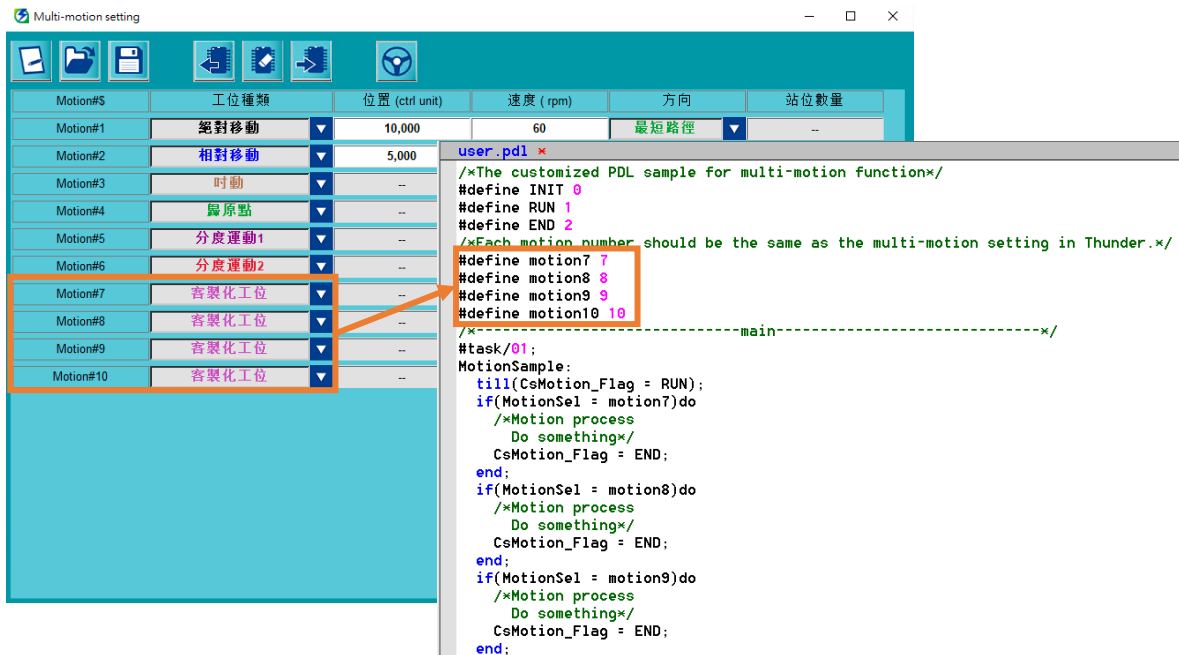 Multi-motion setting
Motion#$ 工位種類 位置 (ctrl unit) 速度 ( rpm) 方向 站位數量
Motion#1 絕對移動 10,000 60 最短路徑 --
Motion#2 相對移動 5,000
Motion#3 吋動 --
Motion#4 歸原點 --
Motion#5 分度運動1 --
Motion#6 分度運動2 --
Motion#7 客製化工位 --
Motion#8 客製化工位 --
Motion#9 客製化工位 --
Motion#10 客製化工位 --
user.pdl
/*The customized PDL sample for multi-motion function*/
#define INIT 0
#define RUN 1
#define END 2
/*Each motion number should be the same as the multi-motion setting in Thunder.*/
#define motion7 7
#define motion8 8
#define motion9 9
#define motion10 10
/*------------------------------main------------------------------*/
#task/01;
MotionSample:
till(CsMotion_Flag = RUN);
if(MotionSel = motion7)do
/*Motion process
Do something*/
CsMotion_Flag = END;
end;
if(MotionSel = motion8)do
/*Motion process
Do something*/
CsMotion_Flag = END;
end;
if(MotionSel = motion9)do
/*Motion process
Do something*/
CsMotion_Flag = END;
end;